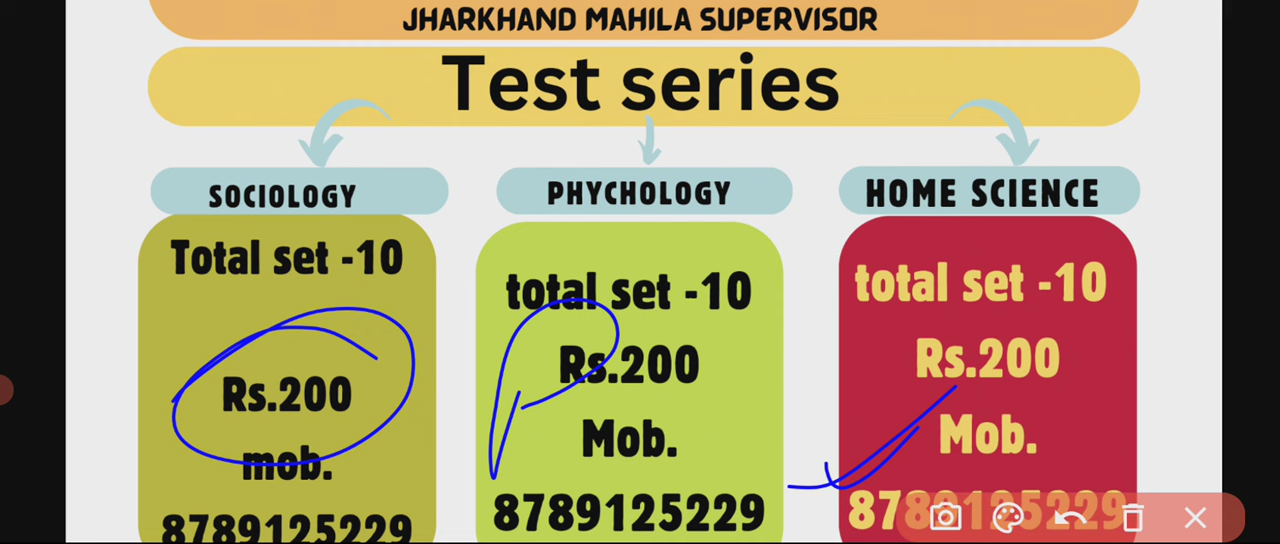 JHARKHAND MAHILA SUPERVISOR
Test series
SOCIOLOGY
Total set -10
Rs.200
mob.
8789125229
PHYCHOLOGY
total set -10
Rs.200
Mob.
8789125229
HOME SCIENCE
total set -10
Rs.200
Mob.
8789125229